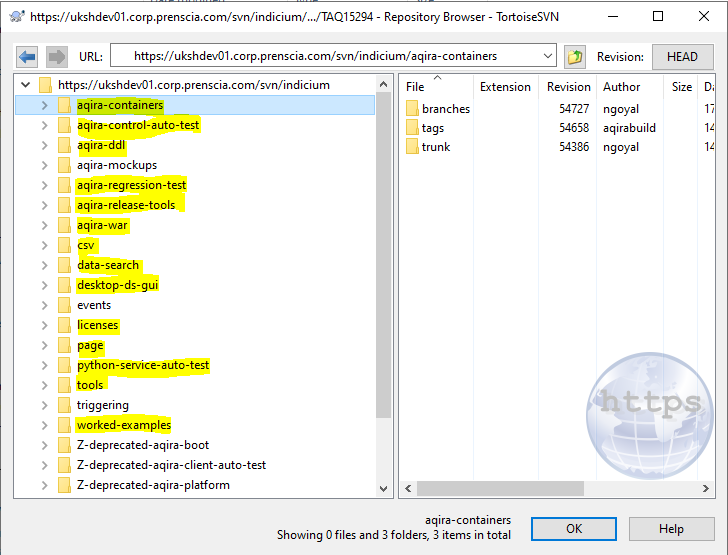 https://ukshdev01.corp.prenscia.com/svn/indicium/.../TAQ15294 - Repository Browser - TortoiseSVN
URL: https://ukshdev01.corp.prenscia.com/svn/indicium/aqira-containers Revision: HEAD
https://ukshdev01.corp.prenscia.com/svn/indicium
aqira-containers
aqira-control-auto-test
aqira-ddl
aqira-mockups
aqira-regression-test
aqira-release-tools
aqira-war
csv
data-search
desktop-ds-gui
events
licenses
page
python-service-auto-test
tools
triggering
worked-examples
Z-deprecated-aqira-boot
Z-deprecated-aqira-client-auto-test
Z-deprecated-aqira-platform
File Extension Revision Author Size Da
branches 54727 ngoyal 17
tags 54658 aqirabuild 14
trunk 54386 ngoyal 14
https
aqira-containers
Showing 0 files and 3 folders, 3 items in total
OK Help